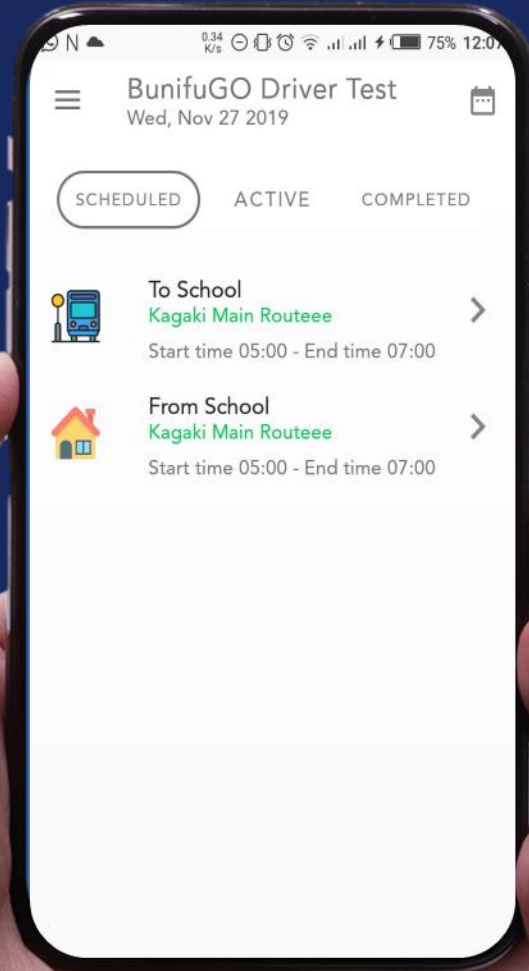 0.34 K/s 75% 12:07
BunifuGO Driver Test
Wed, Nov 27 2019
SCHEDULED ACTIVE COMPLETED
To School
Kagaki Main Routeee
Start time 05:00 - End time 07:00
From School
Kagaki Main Routeee
Start time 05:00 - End time 07:00